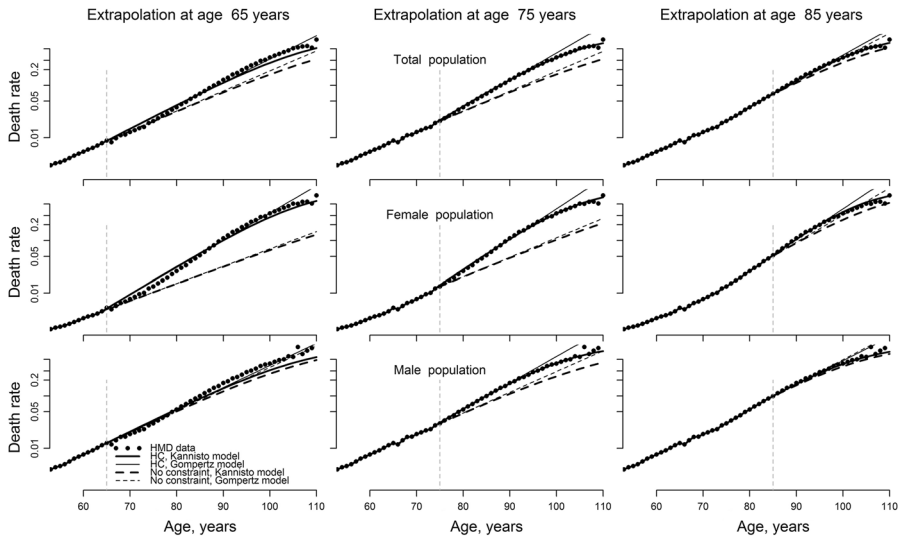 Extrapolation at age 65 years
Extrapolation at age 75 years
Extrapolation at age 85 years
Death rate
0.2
0.05
0.01
Total population
Death rate
0.2
0.05
0.01
Female population
Death rate
0.2
0.05
0.01
Male population
HMD data
HC, Kannisto model
HC, Gompertz model
No constraint, Kannisto model
No constraint, Gompertz model
60 70 80 90 100 110
60 70 80 90 100 110
60 70 80 90 100 110
Age, years
Age, years
Age, years